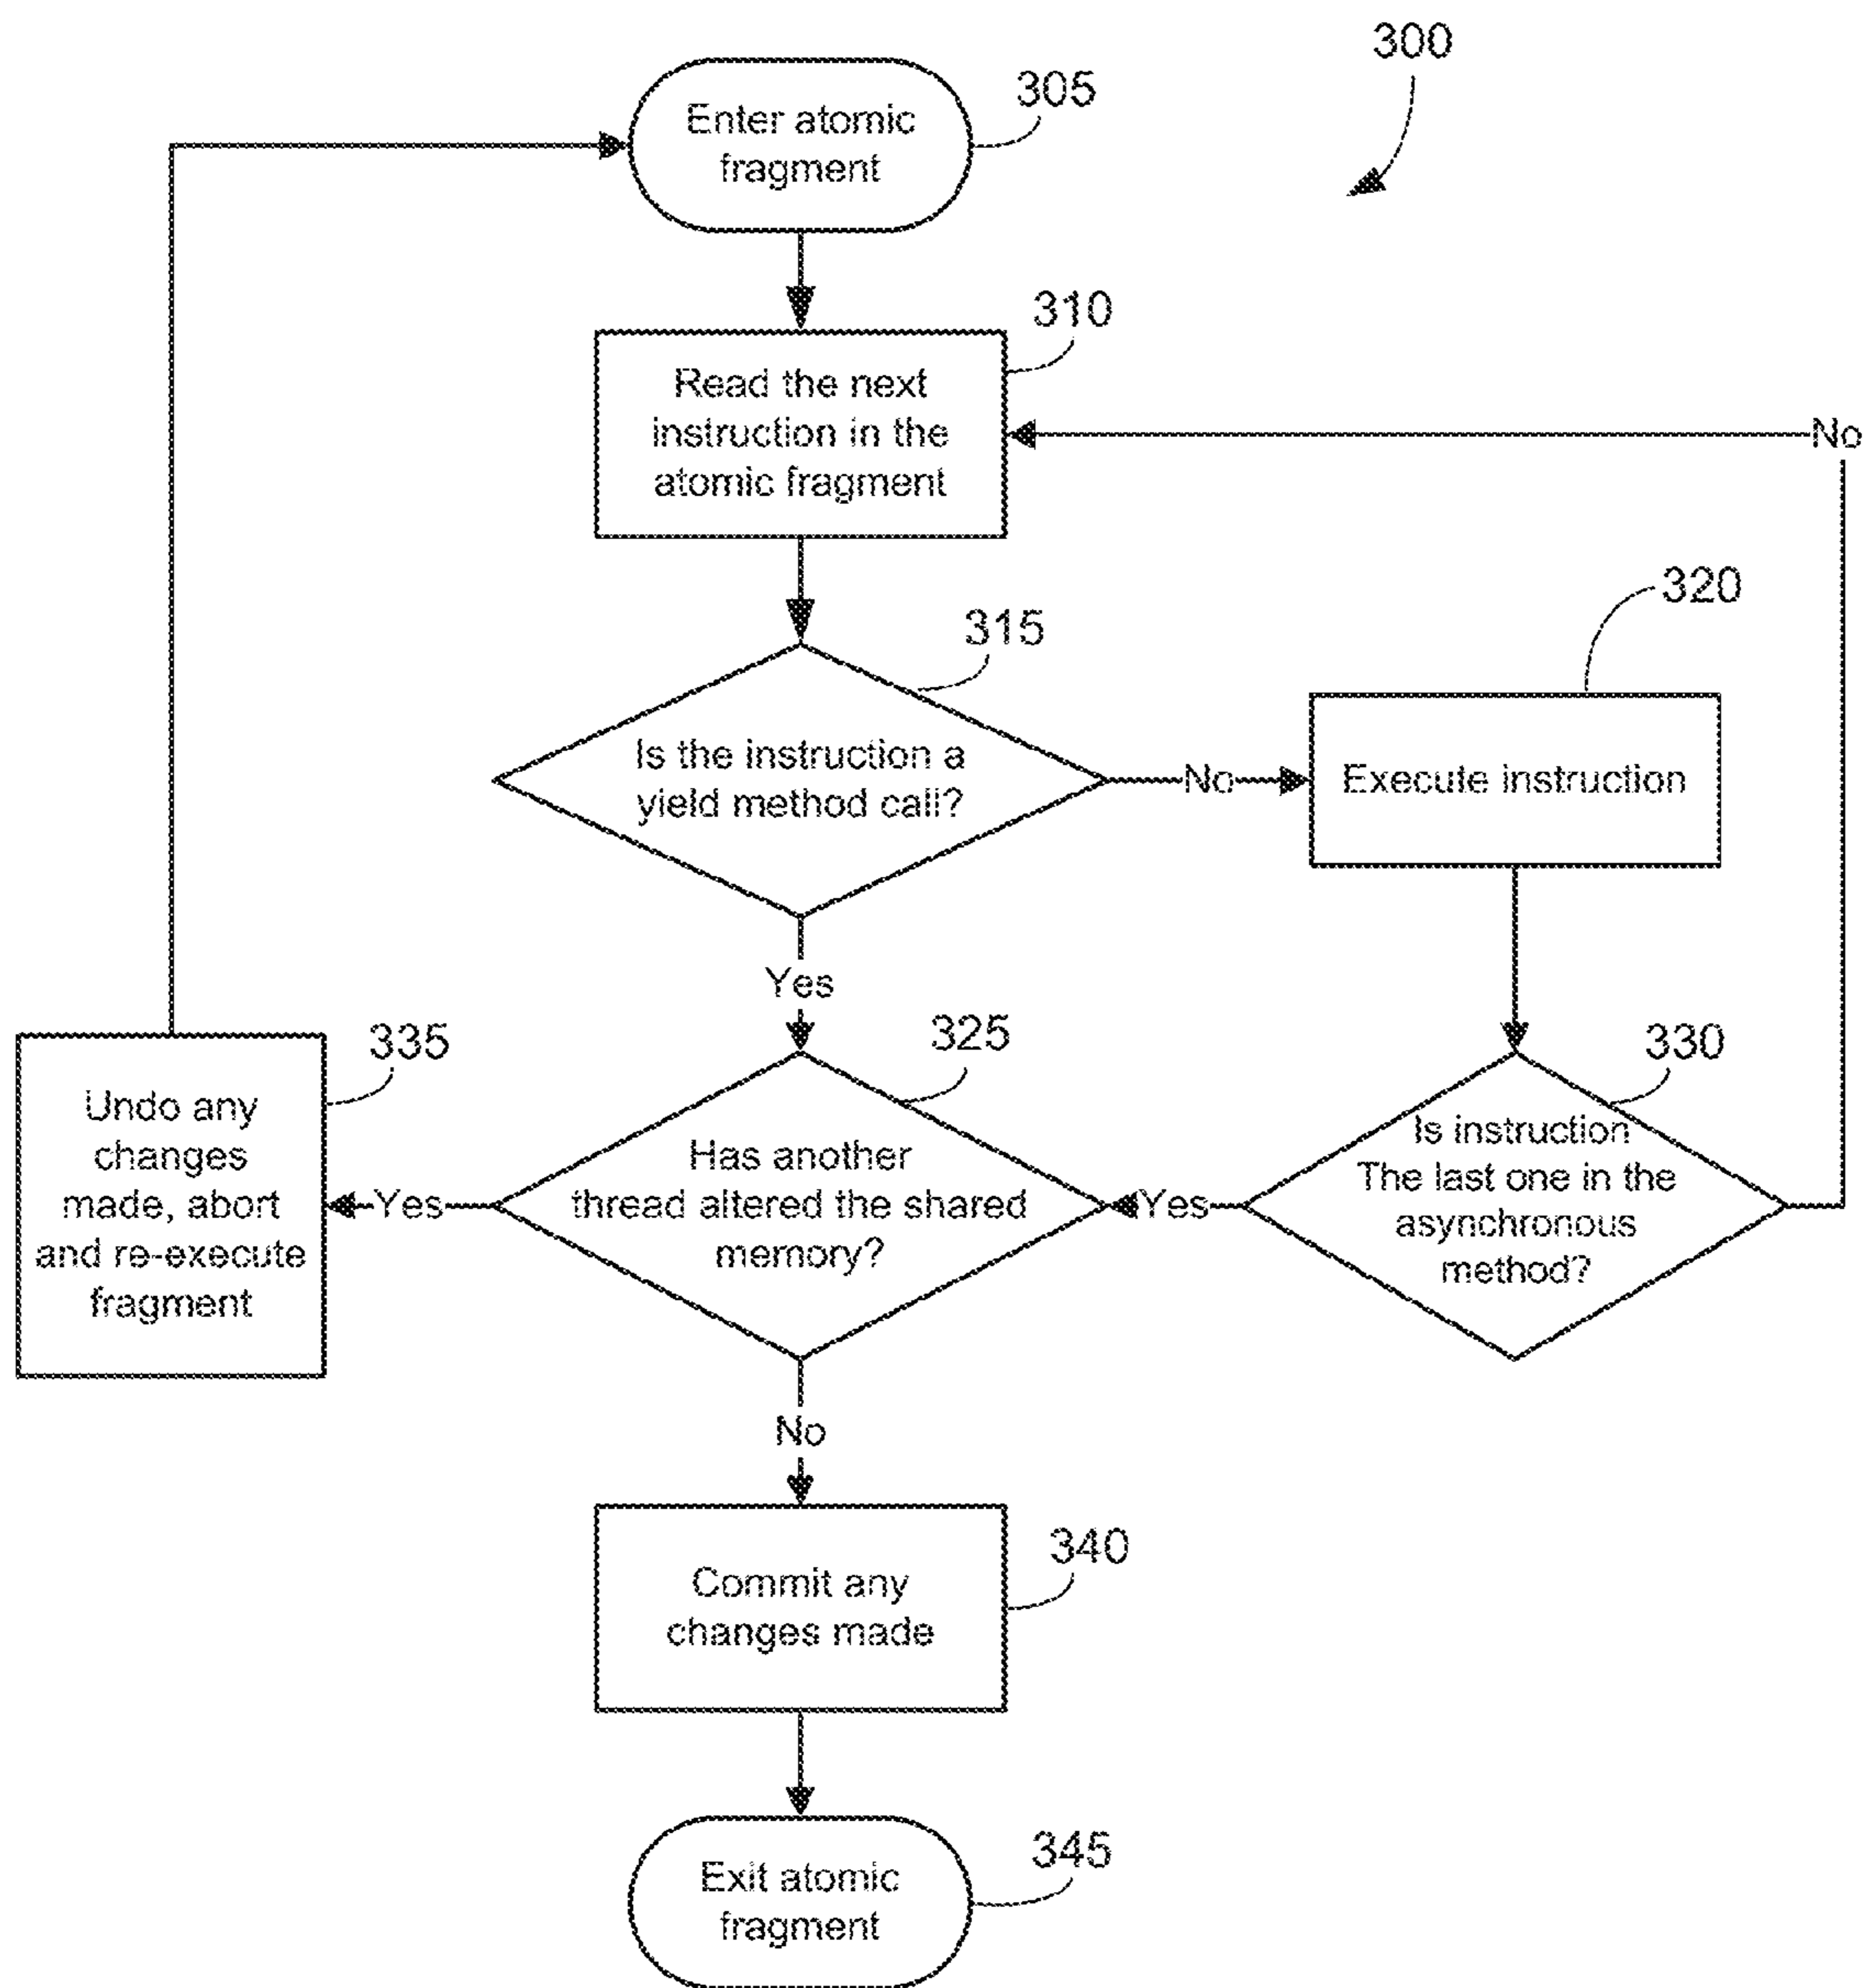 300
305
Enter atomic
fragment
310
Read the next
instruction in the
atomic fragment
No
320
315
Is the instruction a
yield method call?
No
Execute instruction
Yes
335
325
330
Undo any
changes
made, abort
and re-execute
fragment
Yes
Has another
thread altered the shared
memory?
Yes
Is instruction
The last one in the
asynchronous
method?
No
340
Commit any
changes made
345
Exit atomic
fragment